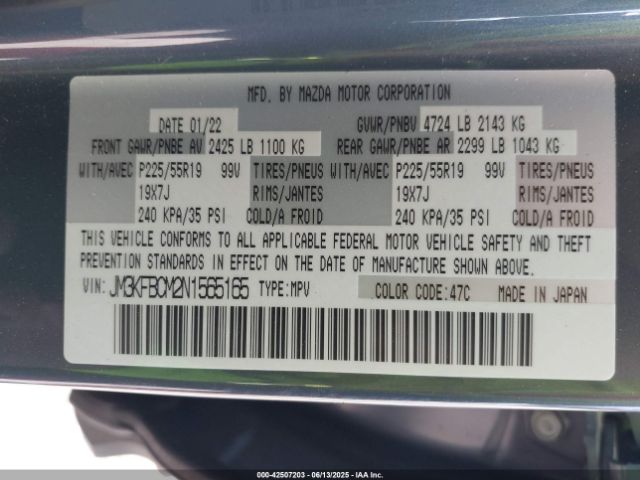 MFD. BY MAZDA MOTOR CORPORATION
DATE 01/22 GVWR/PNBV 4724 LB 2143 KG
FRONT GAWR/PNBE AV 2425 LB 1100 KG REAR GAWR/PNBE AR 2299 LB 1043 KG
WITH/AVEC P225/55R19 99V TIRES/PNEUS WITH/AVEC P225/55R19 99V TIRES/PNEUS
19X7J RIMS/JANTES 19X7J RIMS/JANTES
240 KPA/35 PSI COLD/A FROID 240 KPA/35 PSI COLD/A FROID
THIS VEHICLE CONFORMS TO ALL APPLICABLE FEDERAL MOTOR VEHICLE SAFETY AND THEFT
PREVENTION STANDARDS IN EFFECT ON THE DATE OF MANUFACTURE SHOWN ABOVE.
VIN: JM3KFBCM2N1565165 TYPE:MPV COLOR CODE:47C MADE IN JAPAN
000-42507203 - 06/13/2025 - IAAI, Inc.